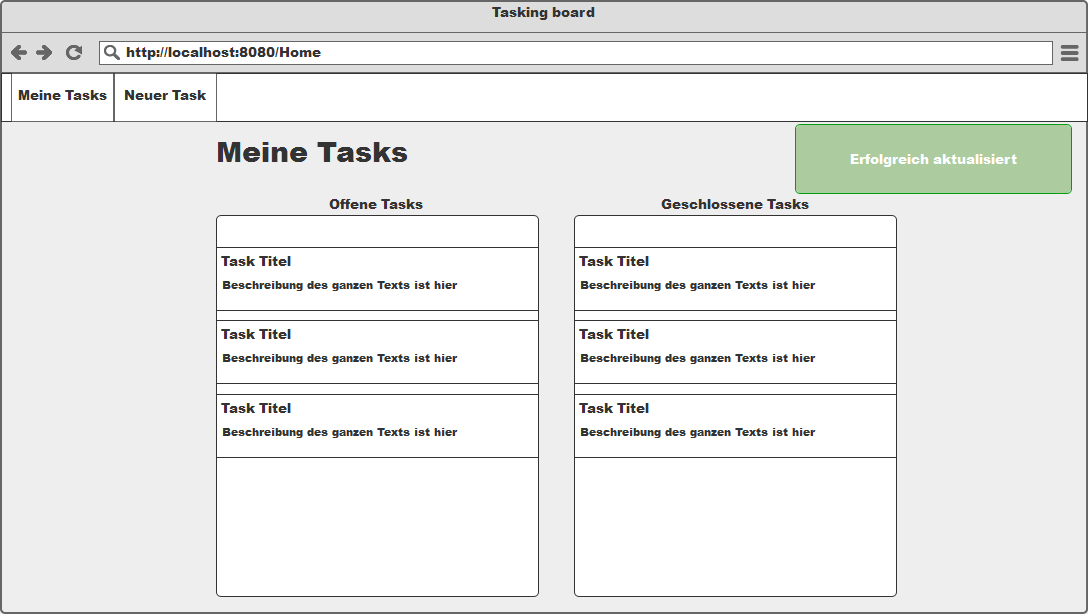 Tasking board
http://localhost:8080/Home
Meine Tasks
Neuer Task
Meine Tasks
Erfolgreich aktualisiert
Offene Tasks
Task Titel
Beschreibung des ganzen Texts ist hier
Task Titel
Beschreibung des ganzen Texts ist hier
Task Titel
Beschreibung des ganzen Texts ist hier
Geschlossene Tasks
Task Titel
Beschreibung des ganzen Texts ist hier
Task Titel
Beschreibung des ganzen Texts ist hier
Task Titel
Beschreibung des ganzen Texts ist hier